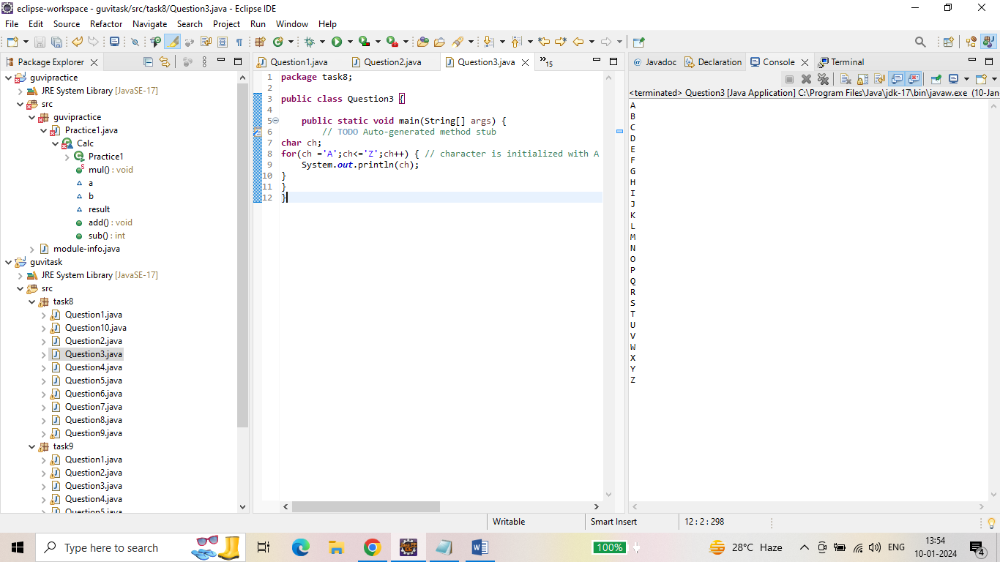 eclipse-workspace - guvitask/src/task8/Question3.java - Eclipse IDE
File Edit Source Refactor Navigate Search Project Run Window Help
Package Explorer
guvipractice
JRE System Library [JavaSE-17]
src
guvipractice
Practice1.java
Calc
Practice1
mul() : void
a
b
result
add() : void
sub() : int
module-info.java
guvitask
JRE System Library [JavaSE-17]
src
task8
Question1.java
Question10.java
Question2.java
Question3.java
Question4.java
Question5.java
Question6.java
Question7.java
Question8.java
Question9.java
task9
Question1.java
Question2.java
Question3.java
Question4.java
Question5.java
Question1.java Question2.java Question3.java »15
1 package task8;
2
3 public class Question3 {
4
5 public static void main(String[] args) {
6 // TODO Auto-generated method stub
7 char ch;
8 for(ch ='A';ch<='Z';ch++) { // character is initialized with A
9 System.out.println(ch);
10 }
11 }
12 }
@ Javadoc Declaration Console Terminal
<terminated> Question3 [Java Application] C:\Program Files\Java\jdk-17\bin\javaw.exe (10-Jan
A
B
C
D
E
F
G
H
I
J
K
L
M
N
O
P
Q
R
S
T
U
V
W
X
Y
Z
Writable Smart Insert 12 : 2 : 298
Type here to search
100%
28°C Haze
ENG
13:54
10-01-2024
4